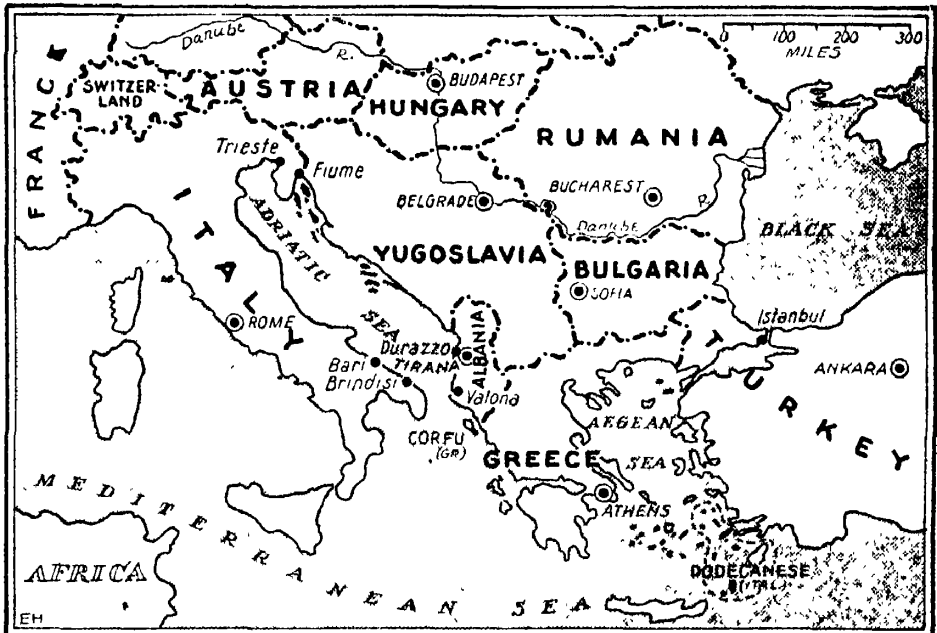 0 100 200 300
MILES
Danube R.
BUDAPEST
FRANCE
SWITZER-
LAND
AUSTRIA
HUNGARY
RUMANIA
Trieste
Fiume
BELGRADE
BUCHAREST
Danube R.
ITALY
ADRIATIC SEA
YUGOSLAVIA
BULGARIA
SOFIA
BLACK SEA
ROME
Istanbul
Durazzo
TIRANA
ALBANIA
Bari
Brindisi
Valona
TURKEY
ANKARA
CORFU
(GR)
GREECE
AEGEAN
SEA
ATHENS
MEDITERRANEAN SEA
AFRICA
DODECANESE
(ITAL.)
EH